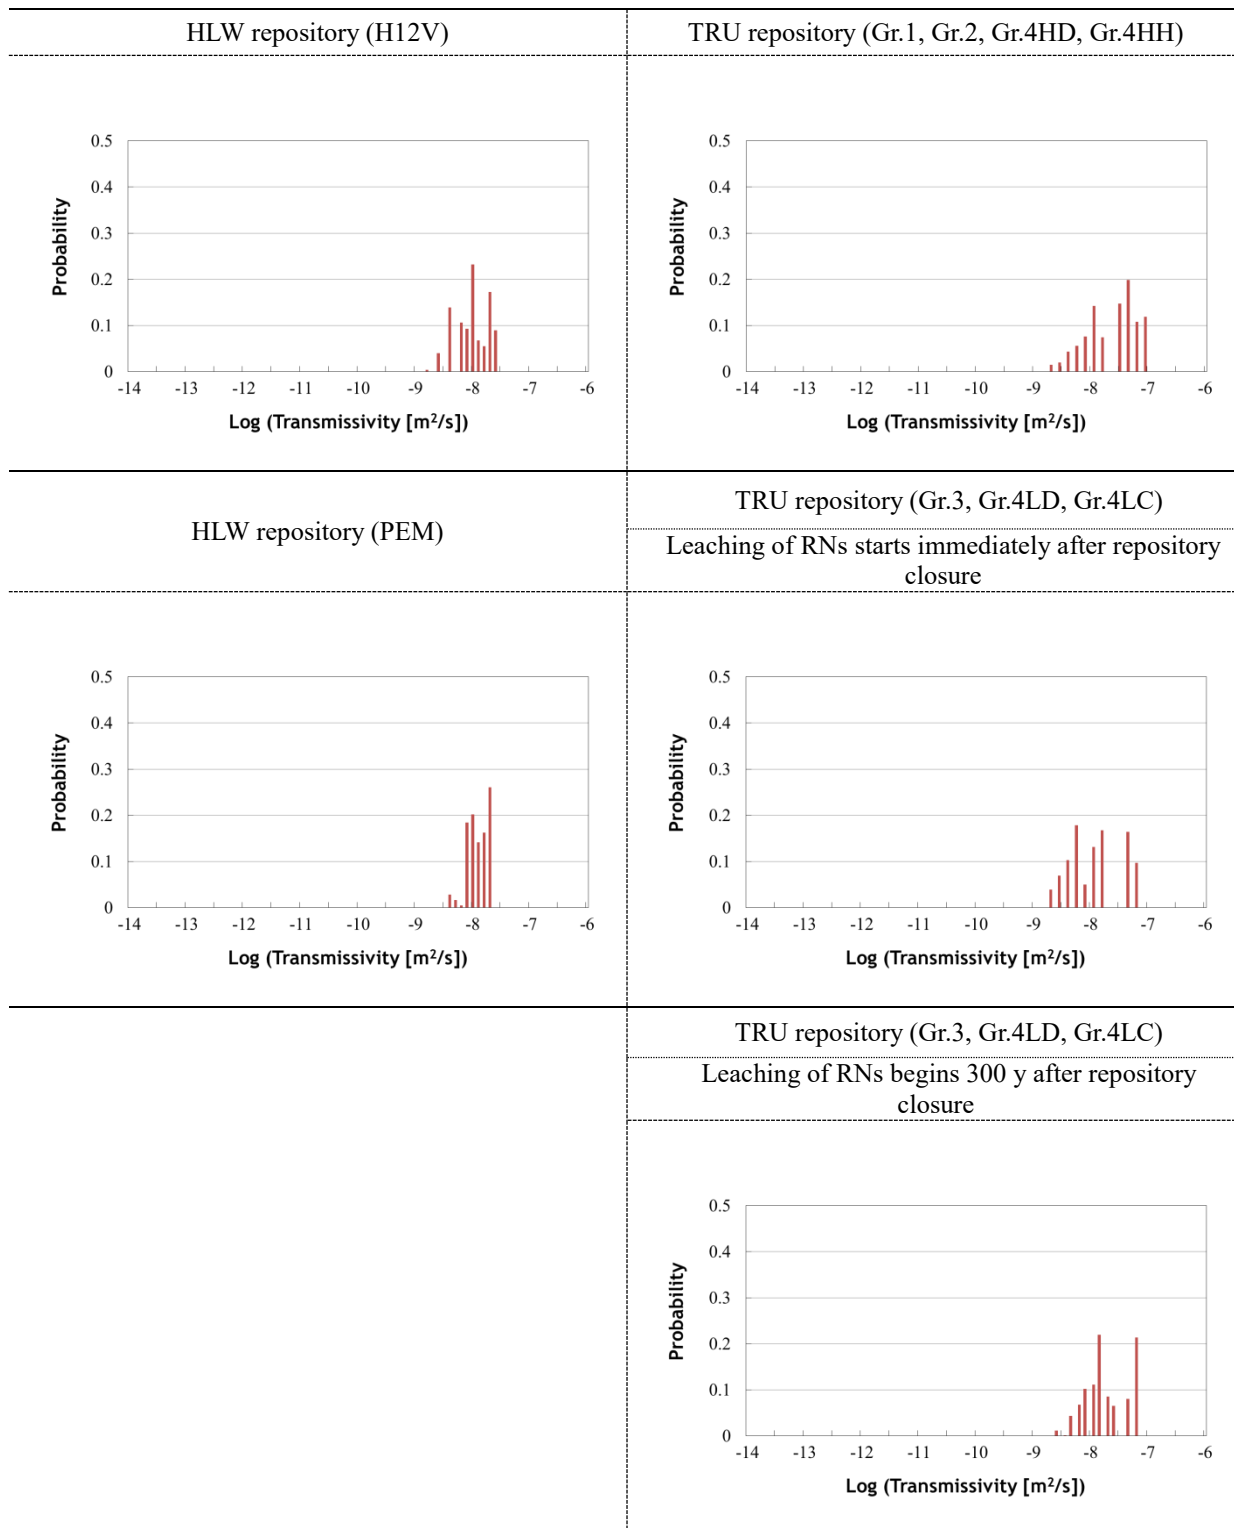 HLW repository (H12V)
TRU repository (Gr.1, Gr.2, Gr.4HD, Gr.4HH)
0.5
0.4
0.3
0.2
0.1
0
Probability
-14 -13 -12 -11 -10 -9 -8 -7 -6
Log (Transmissivity [m²/s])
0.5
0.4
0.3
0.2
0.1
0
Probability
-14 -13 -12 -11 -10 -9 -8 -7 -6
Log (Transmissivity [m²/s])
HLW repository (PEM)
TRU repository (Gr.3, Gr.4LD, Gr.4LC)
Leaching of RNs starts immediately after repository
closure
0.5
0.4
0.3
0.2
0.1
0
Probability
-14 -13 -12 -11 -10 -9 -8 -7 -6
Log (Transmissivity [m²/s])
0.5
0.4
0.3
0.2
0.1
0
Probability
-14 -13 -12 -11 -10 -9 -8 -7 -6
Log (Transmissivity [m²/s])
TRU repository (Gr.3, Gr.4LD, Gr.4LC)
Leaching of RNs begins 300 y after repository
closure
0.5
0.4
0.3
0.2
0.1
0
Probability
-14 -13 -12 -11 -10 -9 -8 -7 -6
Log (Transmissivity [m²/s])